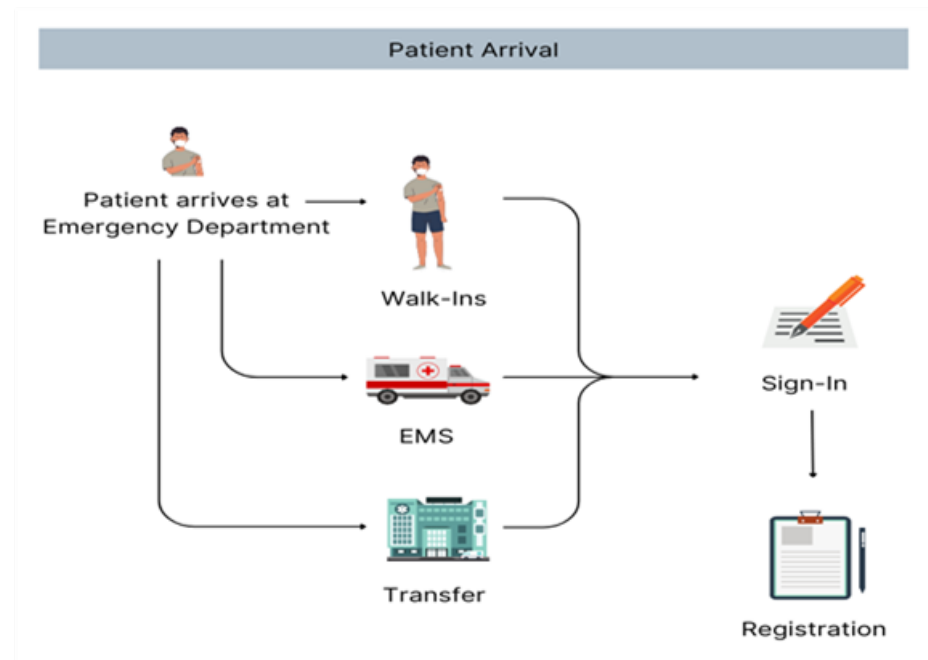 Patient Arrival
Patient arrives at
Emergency Department
Walk-Ins
EMS
Transfer
Sign-In
Registration